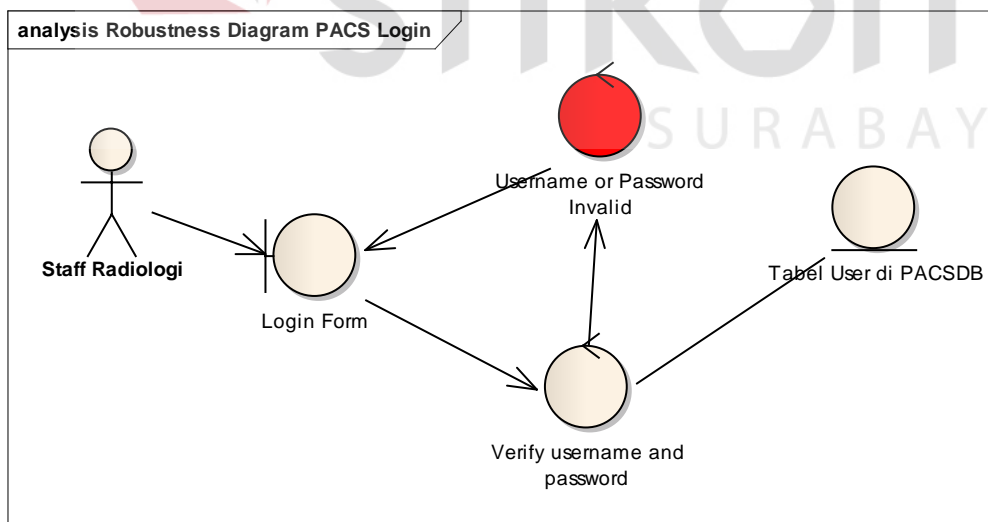 analysis Robustness Diagram PACS Login
SURABAY
Username or Password
Invalid
Staff Radiologi
Tabel User di PACSDB
Login Form
Verify username and
password